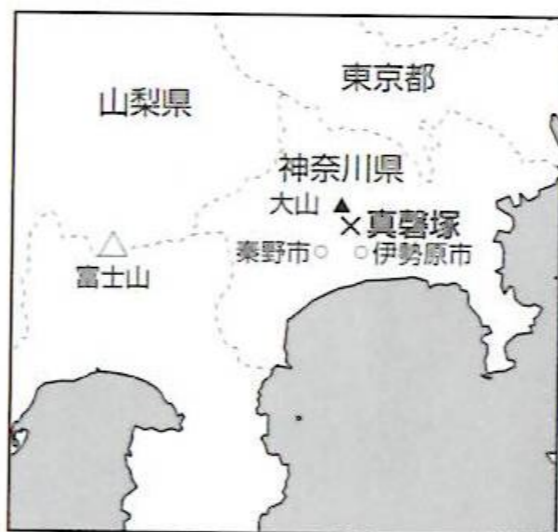 東京都
山梨県
神奈川県
大山
真磬塚
秦野市 伊勢原市
富士山